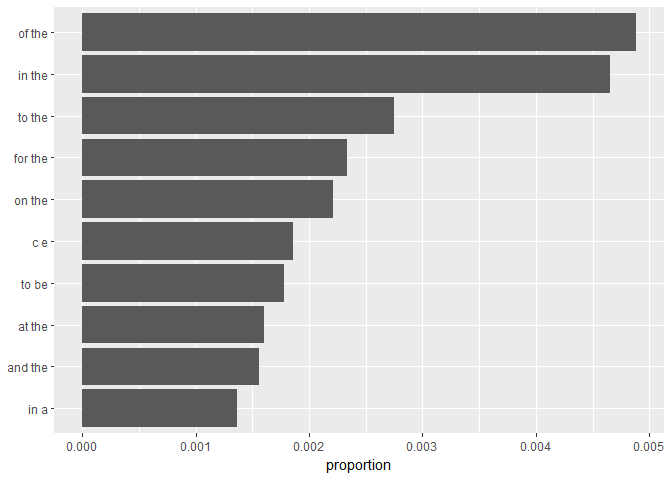 of the
in the
to the
for the
on the
c e
to be
at the
and the
in a
0.000 0.001 0.002 0.003 0.004 0.005
proportion